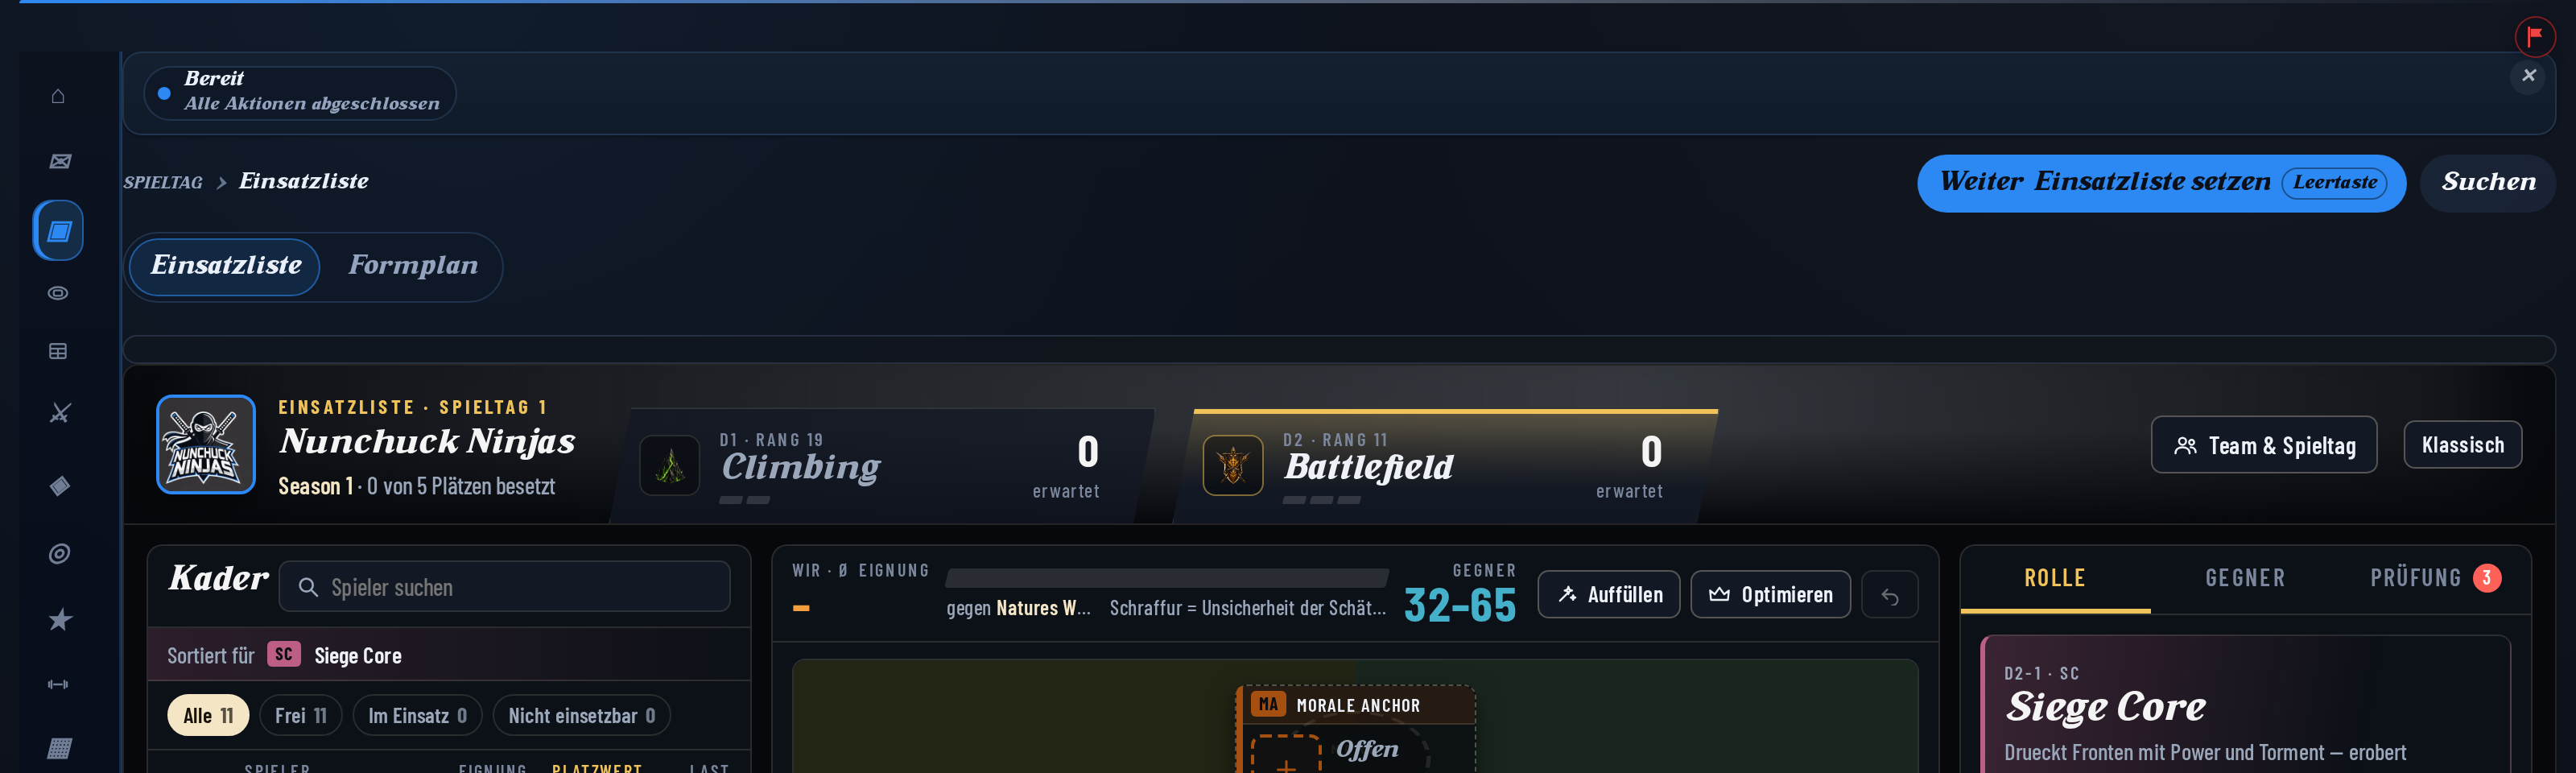 Bereit
Alle Aktionen abgeschlossen
SPIELTAG › Einsatzliste
Weiter Einsatzliste setzen Leertaste
Suchen
Einsatzliste Formplan
NUNCHUCK
NINJAS
EINSATZLISTE · SPIELTAG 1
Nunchuck Ninjas
Season 1 · 0 von 5 Plätzen besetzt
D1 · RANG 19
Climbing
0
erwartet
D2 · RANG 11
Battlefield
0
erwartet
Team & Spieltag
Klassisch
Kader
Spieler suchen
Sortiert für SC Siege Core
Alle 11 Frei 11 Im Einsatz 0 Nicht einsetzbar 0
SPIELER EIGNUNG PLATZWERT LAST
WIR · Ø EIGNUNG
–
gegen Natures W... Schraffur = Unsicherheit der Schät...
GEGNER
32–65
Auffüllen
Optimieren
MA MORALE ANCHOR
Offen
ROLLE GEGNER PRÜFUNG 3
D2-1 · SC
Siege Core
Drueckt Fronten mit Power und Torment — erobert